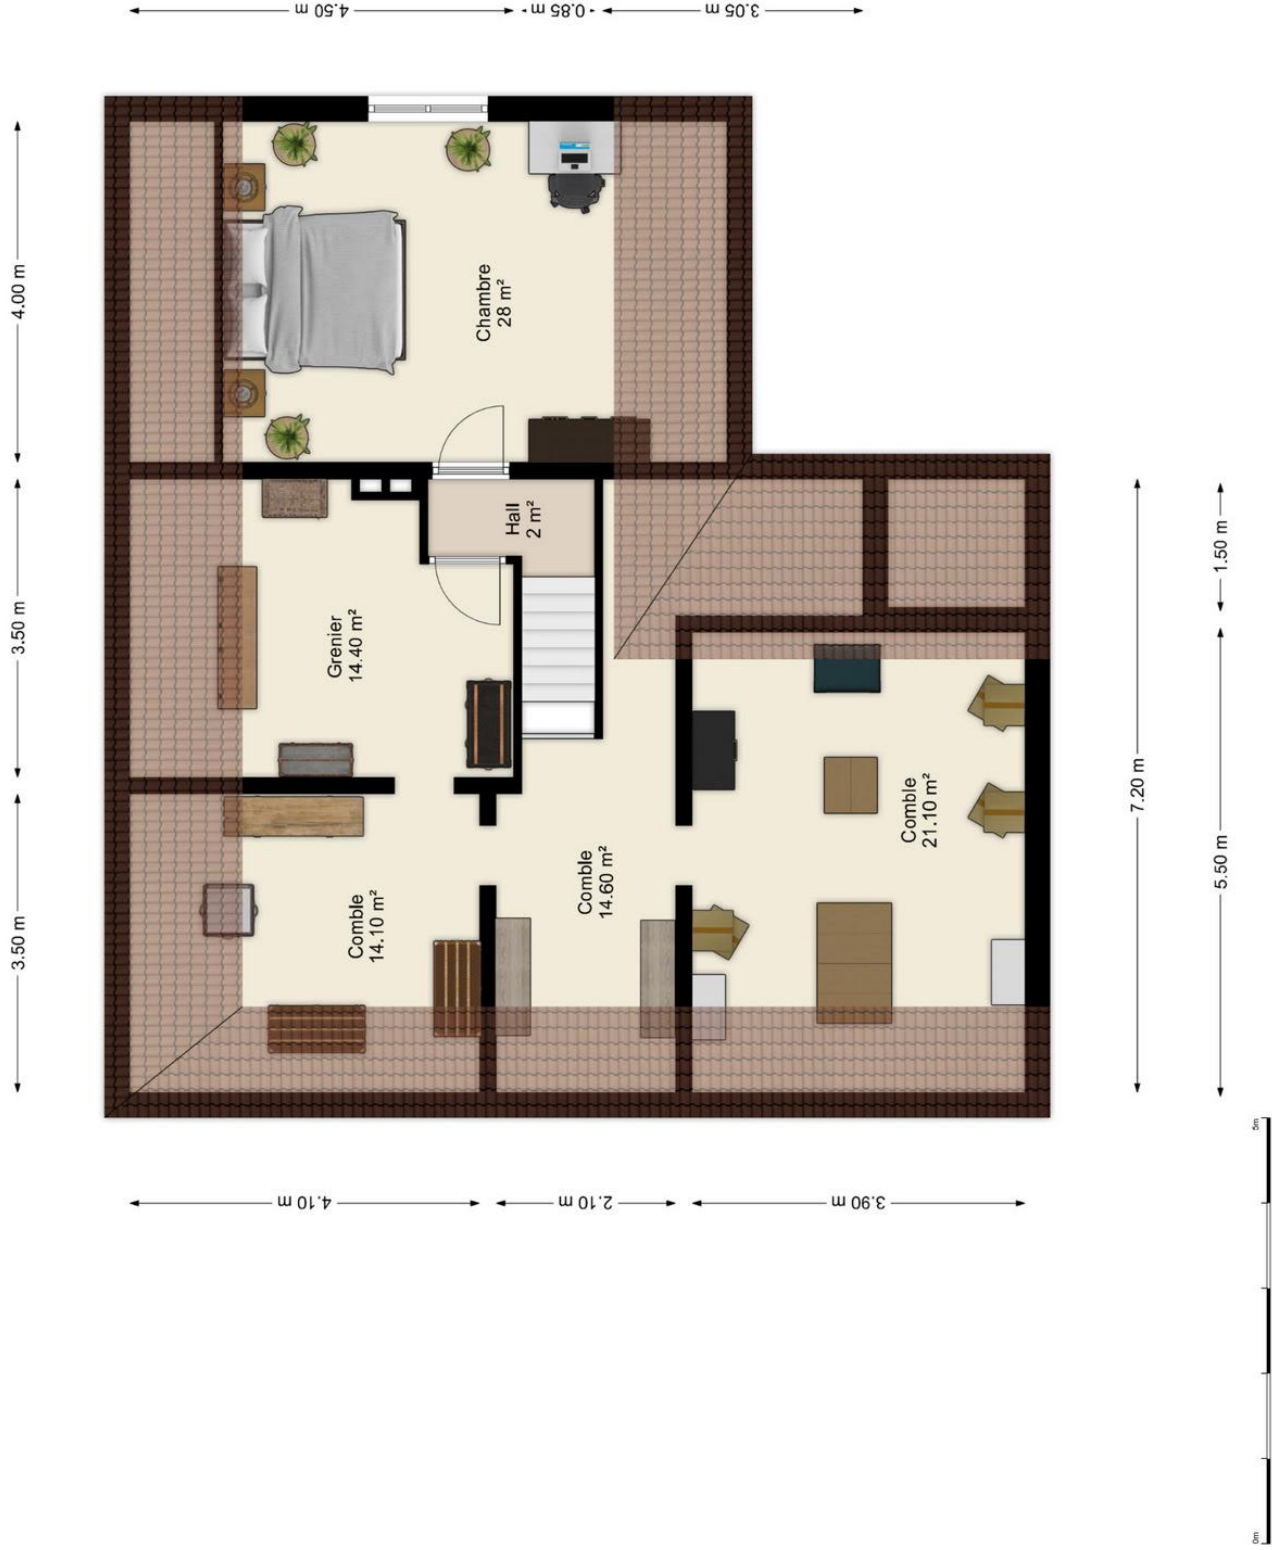 4.50 m
0.85 m
3.05 m
4.00 m
Chambre
28 m²
Hall
2 m²
1.50 m
3.50 m
Grenier
14.40 m²
7.20 m
Comble
21.10 m²
Comble
14.60 m²
5.50 m
Comble
14.10 m²
3.50 m
4.10 m
2.10 m
3.90 m
5m
0m